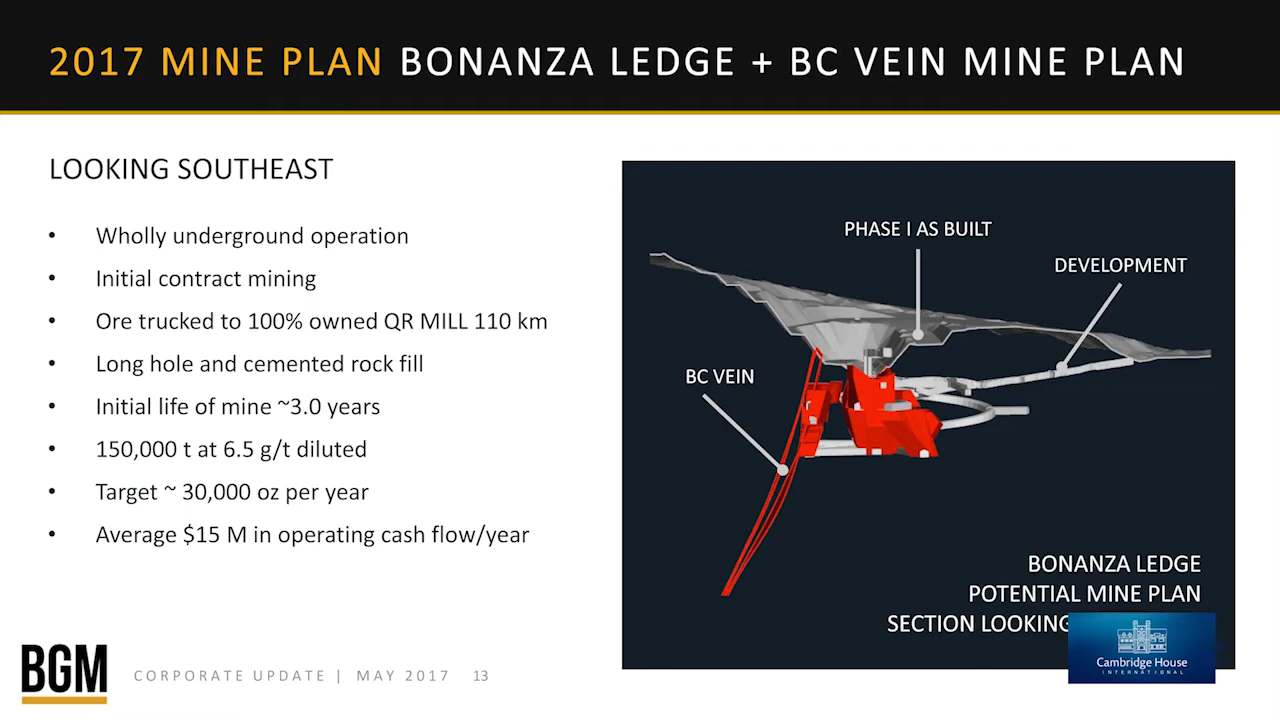 2017 MINE PLAN BONANZA LEDGE + BC VEIN MINE PLAN
LOOKING SOUTHEAST
• Wholly underground operation
• Initial contract mining
• Ore trucked to 100% owned QR MILL 110 km
• Long hole and cemented rock fill
• Initial life of mine ~3.0 years
• 150,000 t at 6.5 g/t diluted
• Target ~ 30,000 oz per year
• Average $15 M in operating cash flow/year
PHASE I AS BUILT
DEVELOPMENT
BC VEIN
BONANZA LEDGE
POTENTIAL MINE PLAN
SECTION LOOKING
Cambridge House
INTERNATIONAL
BGM
CORPORATE UPDATE | MAY 2017 13